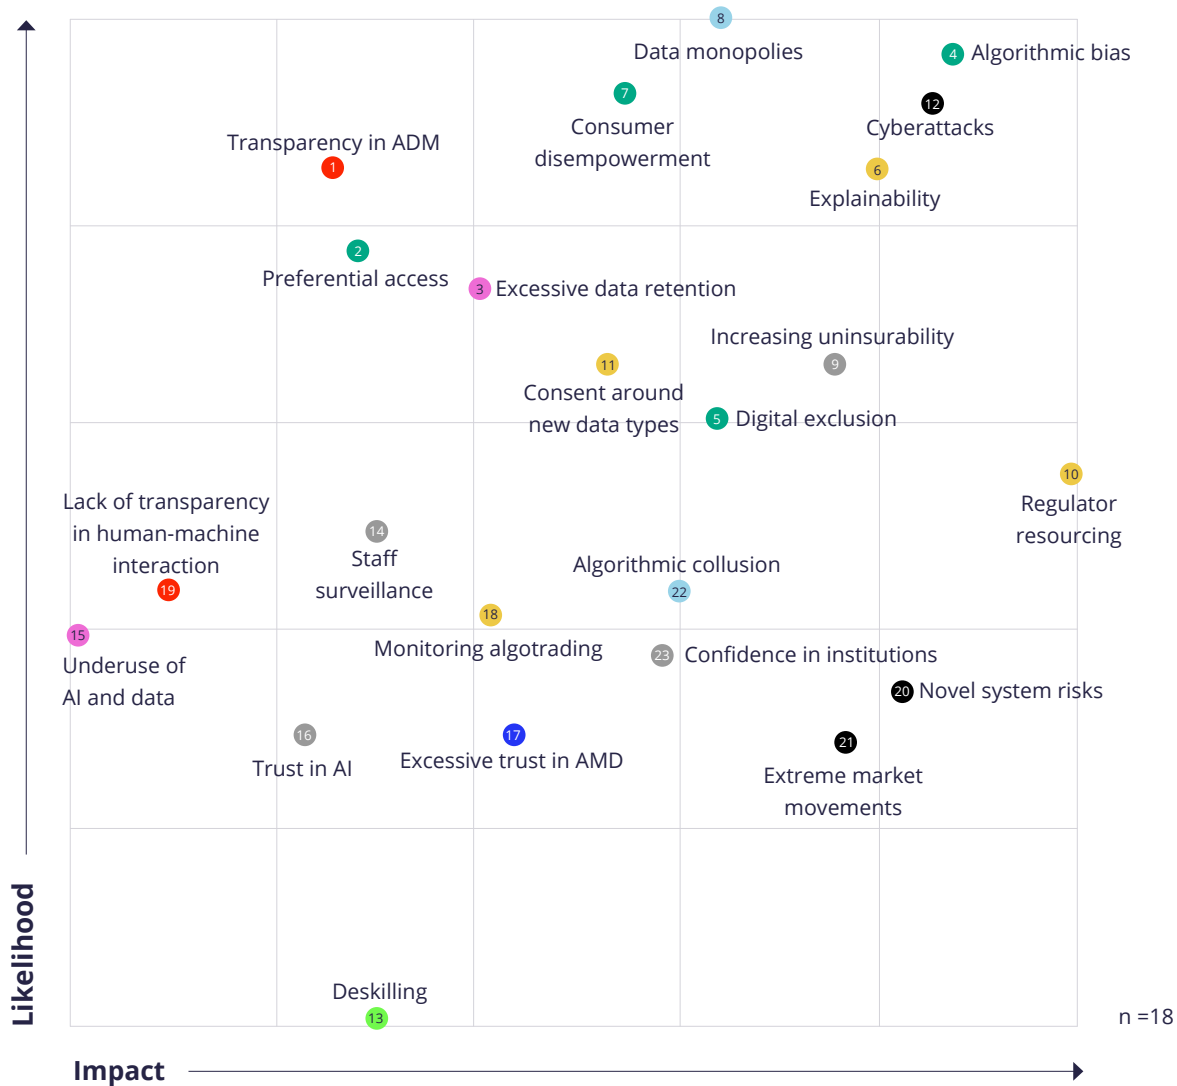 8
Data monopolies
4
Algorithmic bias
7
Consumer
disempowerment
12
Cyberattacks
Transparency in ADM
1
6
Explainability
2
Preferential access
3
Excessive data retention
Increasing uninsurability
9
11
Consent around
new data types
5
Digital exclusion
10
Regulator
resourcing
Lack of transparency
in human-machine
interaction
19
14
Staff
surveillance
Algorithmic collusion
22
18
Monitoring algotrading
15
Underuse of
AI and data
23
Confidence in institutions
20
Novel system risks
16
Trust in AI
17
Excessive trust in AMD
21
Extreme market
movements
Likelihood
Deskilling
13
n =18
Impact